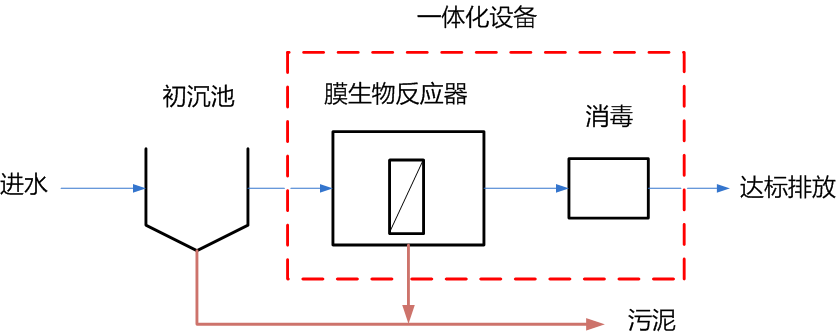 一体化设备
初沉池
膜生物反应器
消毒
进水
达标排放
污泥